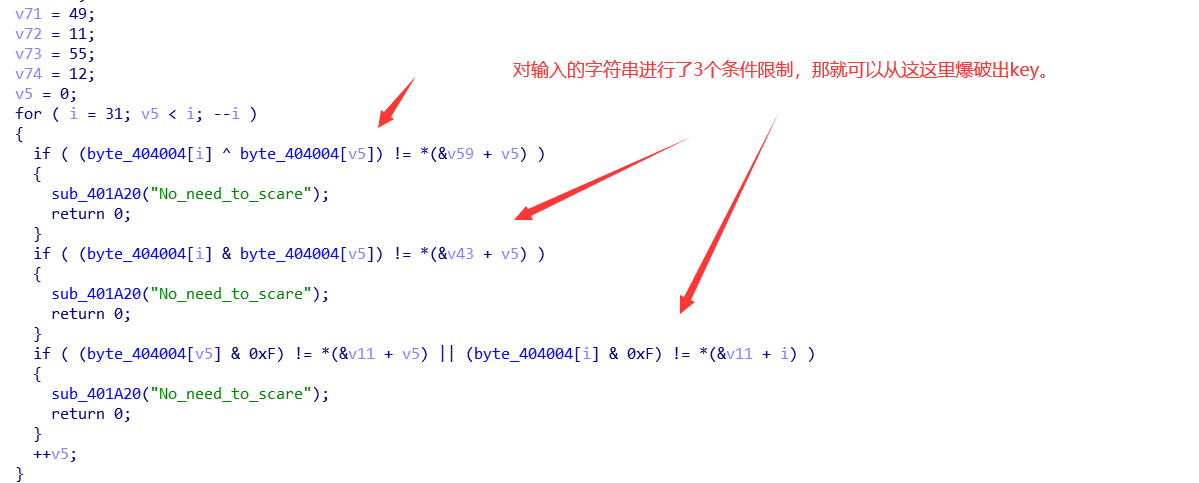 v71 = 49;
v72 = 11;
v73 = 55;
v74 = 12;
v5 = 0;
对输入的字符串进行了3个条件限制，那就可以从这这里爆破出key。
for ( i = 31; v5 < i; --i )
{
if ( (byte_404004[i] ^ byte_404004[v5]) != *(&v59 + v5) )
{
sub_401A20("No_need_to_scare");
return 0;
}
if ( (byte_404004[i] & byte_404004[v5]) != *(&v43 + v5) )
{
sub_401A20("No_need_to_scare");
return 0;
}
if ( (byte_404004[v5] & 0xF) != *(&v11 + v5) || (byte_404004[i] & 0xF) != *(&v11 + i) )
{
sub_401A20("No_need_to_scare");
return 0;
}
++v5;
}